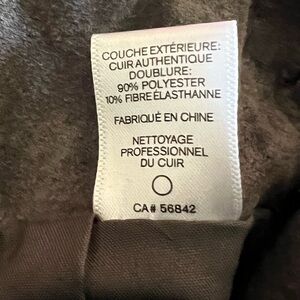 COUCHE EXTÉRIEURE:
CUIR AUTHENTIQUE
DOUBLURE:
90% POLYESTER
10% FIBRE ÉLASTHANNE
FABRIQUÉ EN CHINE
NETTOYAGE
PROFESSIONNEL
DU CUIR
CA# 56842